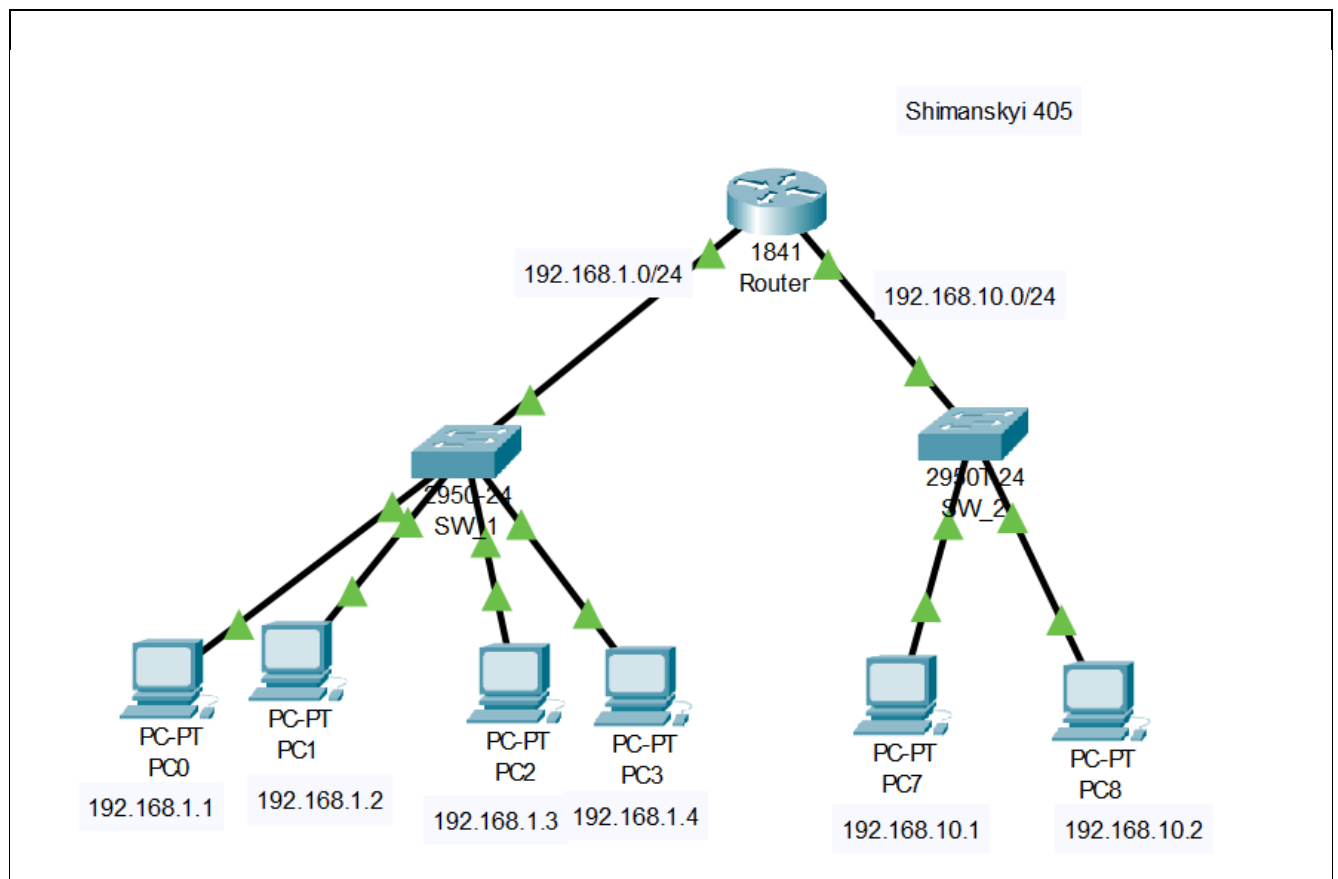 Shimanskyi 405
1841
Router
192.168.1.0/24
192.168.10.0/24
2950-24
SW_1
2950T-24
SW_2
PC-PT
PC0
192.168.1.1
PC-PT
PC1
192.168.1.2
PC-PT
PC2
192.168.1.3
PC-PT
PC3
192.168.1.4
PC-PT
PC7
192.168.10.1
PC-PT
PC8
192.168.10.2